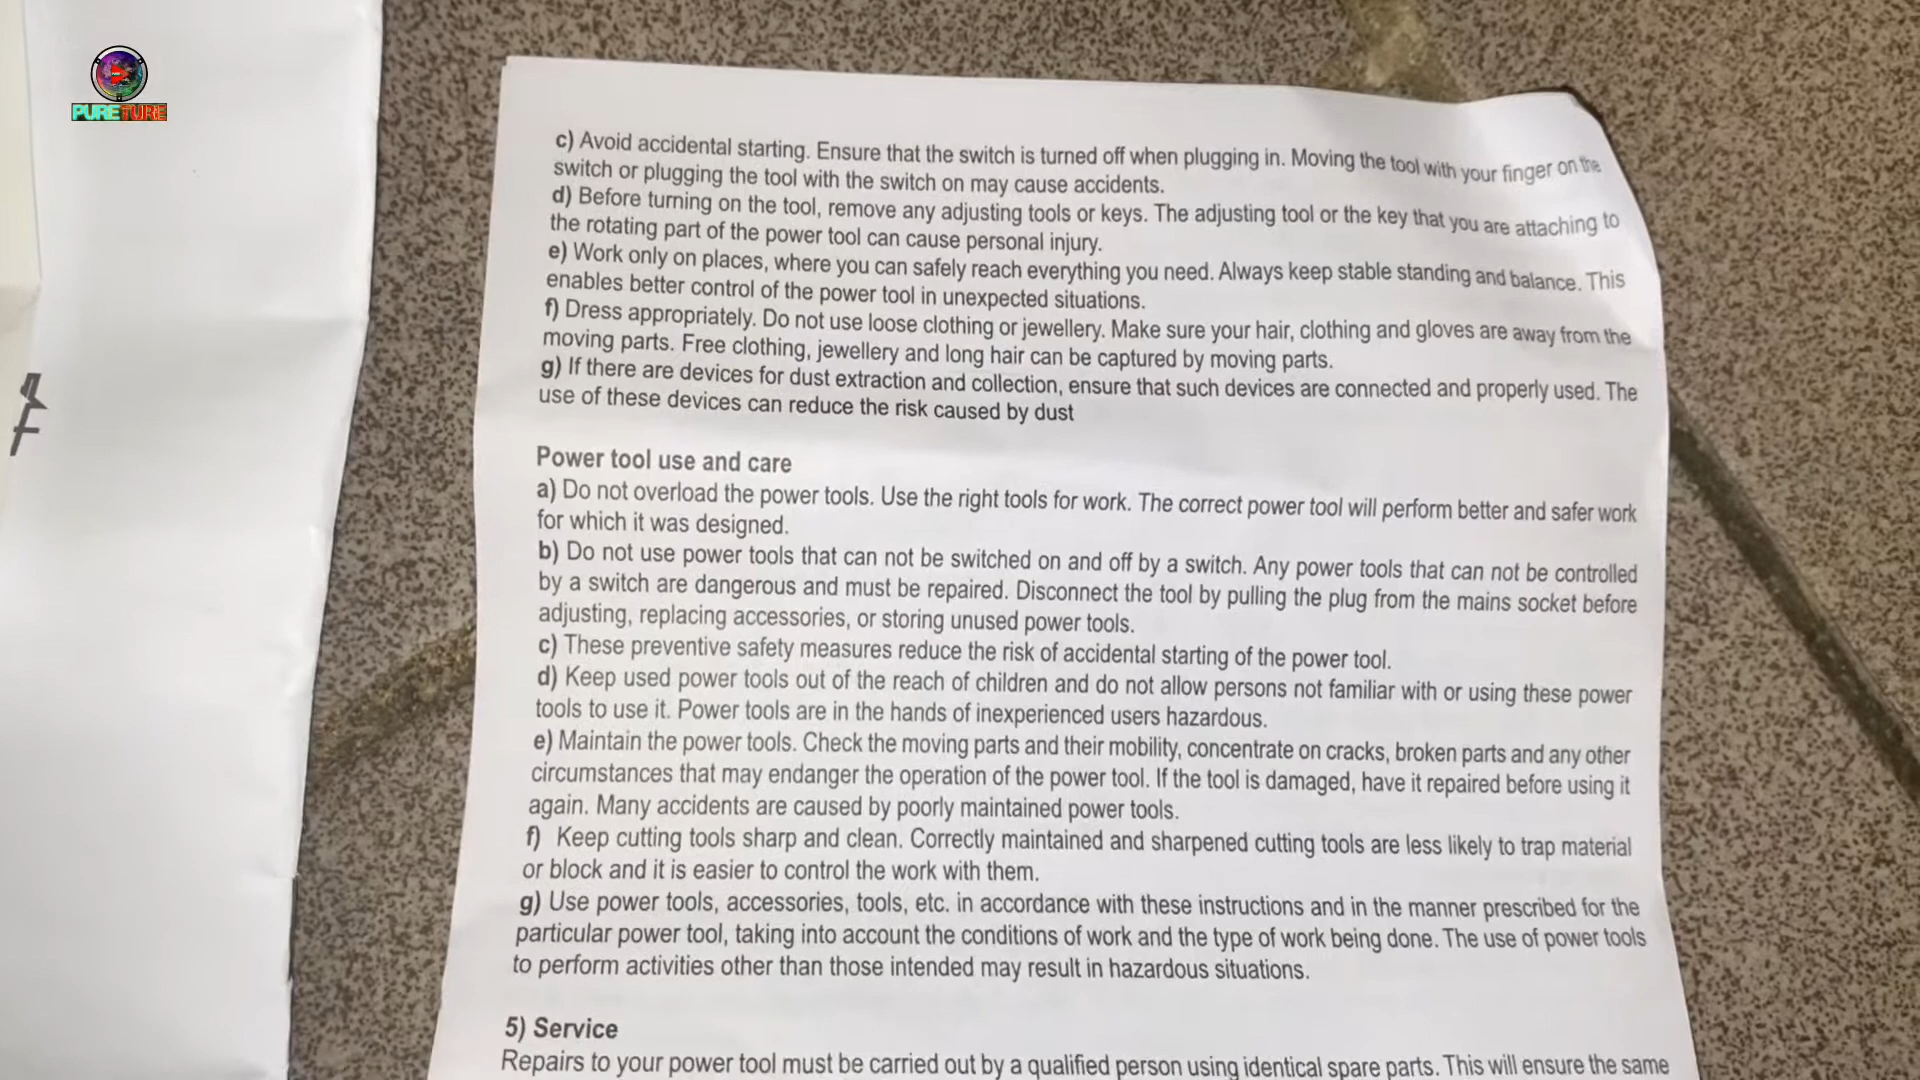 PURETURE
c) Avoid accidental starting. Ensure that the switch is turned off when plugging in. Moving the tool with your finger on the
switch or plugging the tool with the switch on may cause accidents.
d) Before turning on the tool, remove any adjusting tools or keys. The adjusting tool or the key that you are attaching to
the rotating part of the power tool can cause personal injury.
e) Work only on places, where you can safely reach everything you need. Always keep stable standing and balance. This
enables better control of the power tool in unexpected situations.
f) Dress appropriately. Do not use loose clothing or jewellery. Make sure your hair, clothing and gloves are away from the
moving parts. Free clothing, jewellery and long hair can be captured by moving parts.
g) If there are devices for dust extraction and collection, ensure that such devices are connected and properly used. The
use of these devices can reduce the risk caused by dust
Power tool use and care
a) Do not overload the power tools. Use the right tools for work. The correct power tool will perform better and safer work
for which it was designed.
b) Do not use power tools that can not be switched on and off by a switch. Any power tools that can not be controlled
by a switch are dangerous and must be repaired. Disconnect the tool by pulling the plug from the mains socket before
adjusting, replacing accessories, or storing unused power tools.
c) These preventive safety measures reduce the risk of accidental starting of the power tool.
d) Keep used power tools out of the reach of children and do not allow persons not familiar with or using these power
tools to use it. Power tools are in the hands of inexperienced users hazardous.
e) Maintain the power tools. Check the moving parts and their mobility, concentrate on cracks, broken parts and any other
circumstances that may endanger the operation of the power tool. If the tool is damaged, have it repaired before using it
again. Many accidents are caused by poorly maintained power tools.
f) Keep cutting tools sharp and clean. Correctly maintained and sharpened cutting tools are less likely to trap material
or block and it is easier to control the work with them.
g) Use power tools, accessories, tools, etc. in accordance with these instructions and in the manner prescribed for the
particular power tool, taking into account the conditions of work and the type of work being done. The use of power tools
to perform activities other than those intended may result in hazardous situations.
5) Service
Repairs to your power tool must be carried out by a qualified person using identical spare parts. This will ensure the same